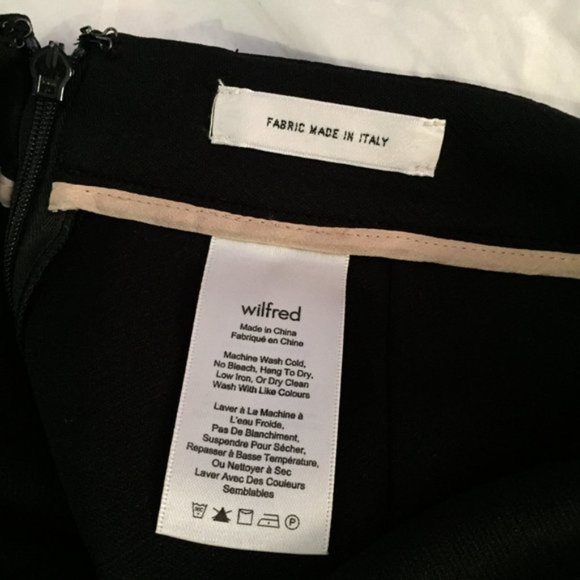 FABRIC MADE IN ITALY
wilfred
Made in China
Fabriqué en Chine
Machine Wash Cold,
No Bleach, Hang To Dry.
Low Iron, Or Dry Clean
Wash With Like Colours
Laver à La Machine à
L'eau Froide,
Pas De Blanchiment,
Suspendre Pour Sécher,
Repasser à Basse Température,
Ou Nettoyer à Sec
Laver Avec Des Couleurs
Semblables
P